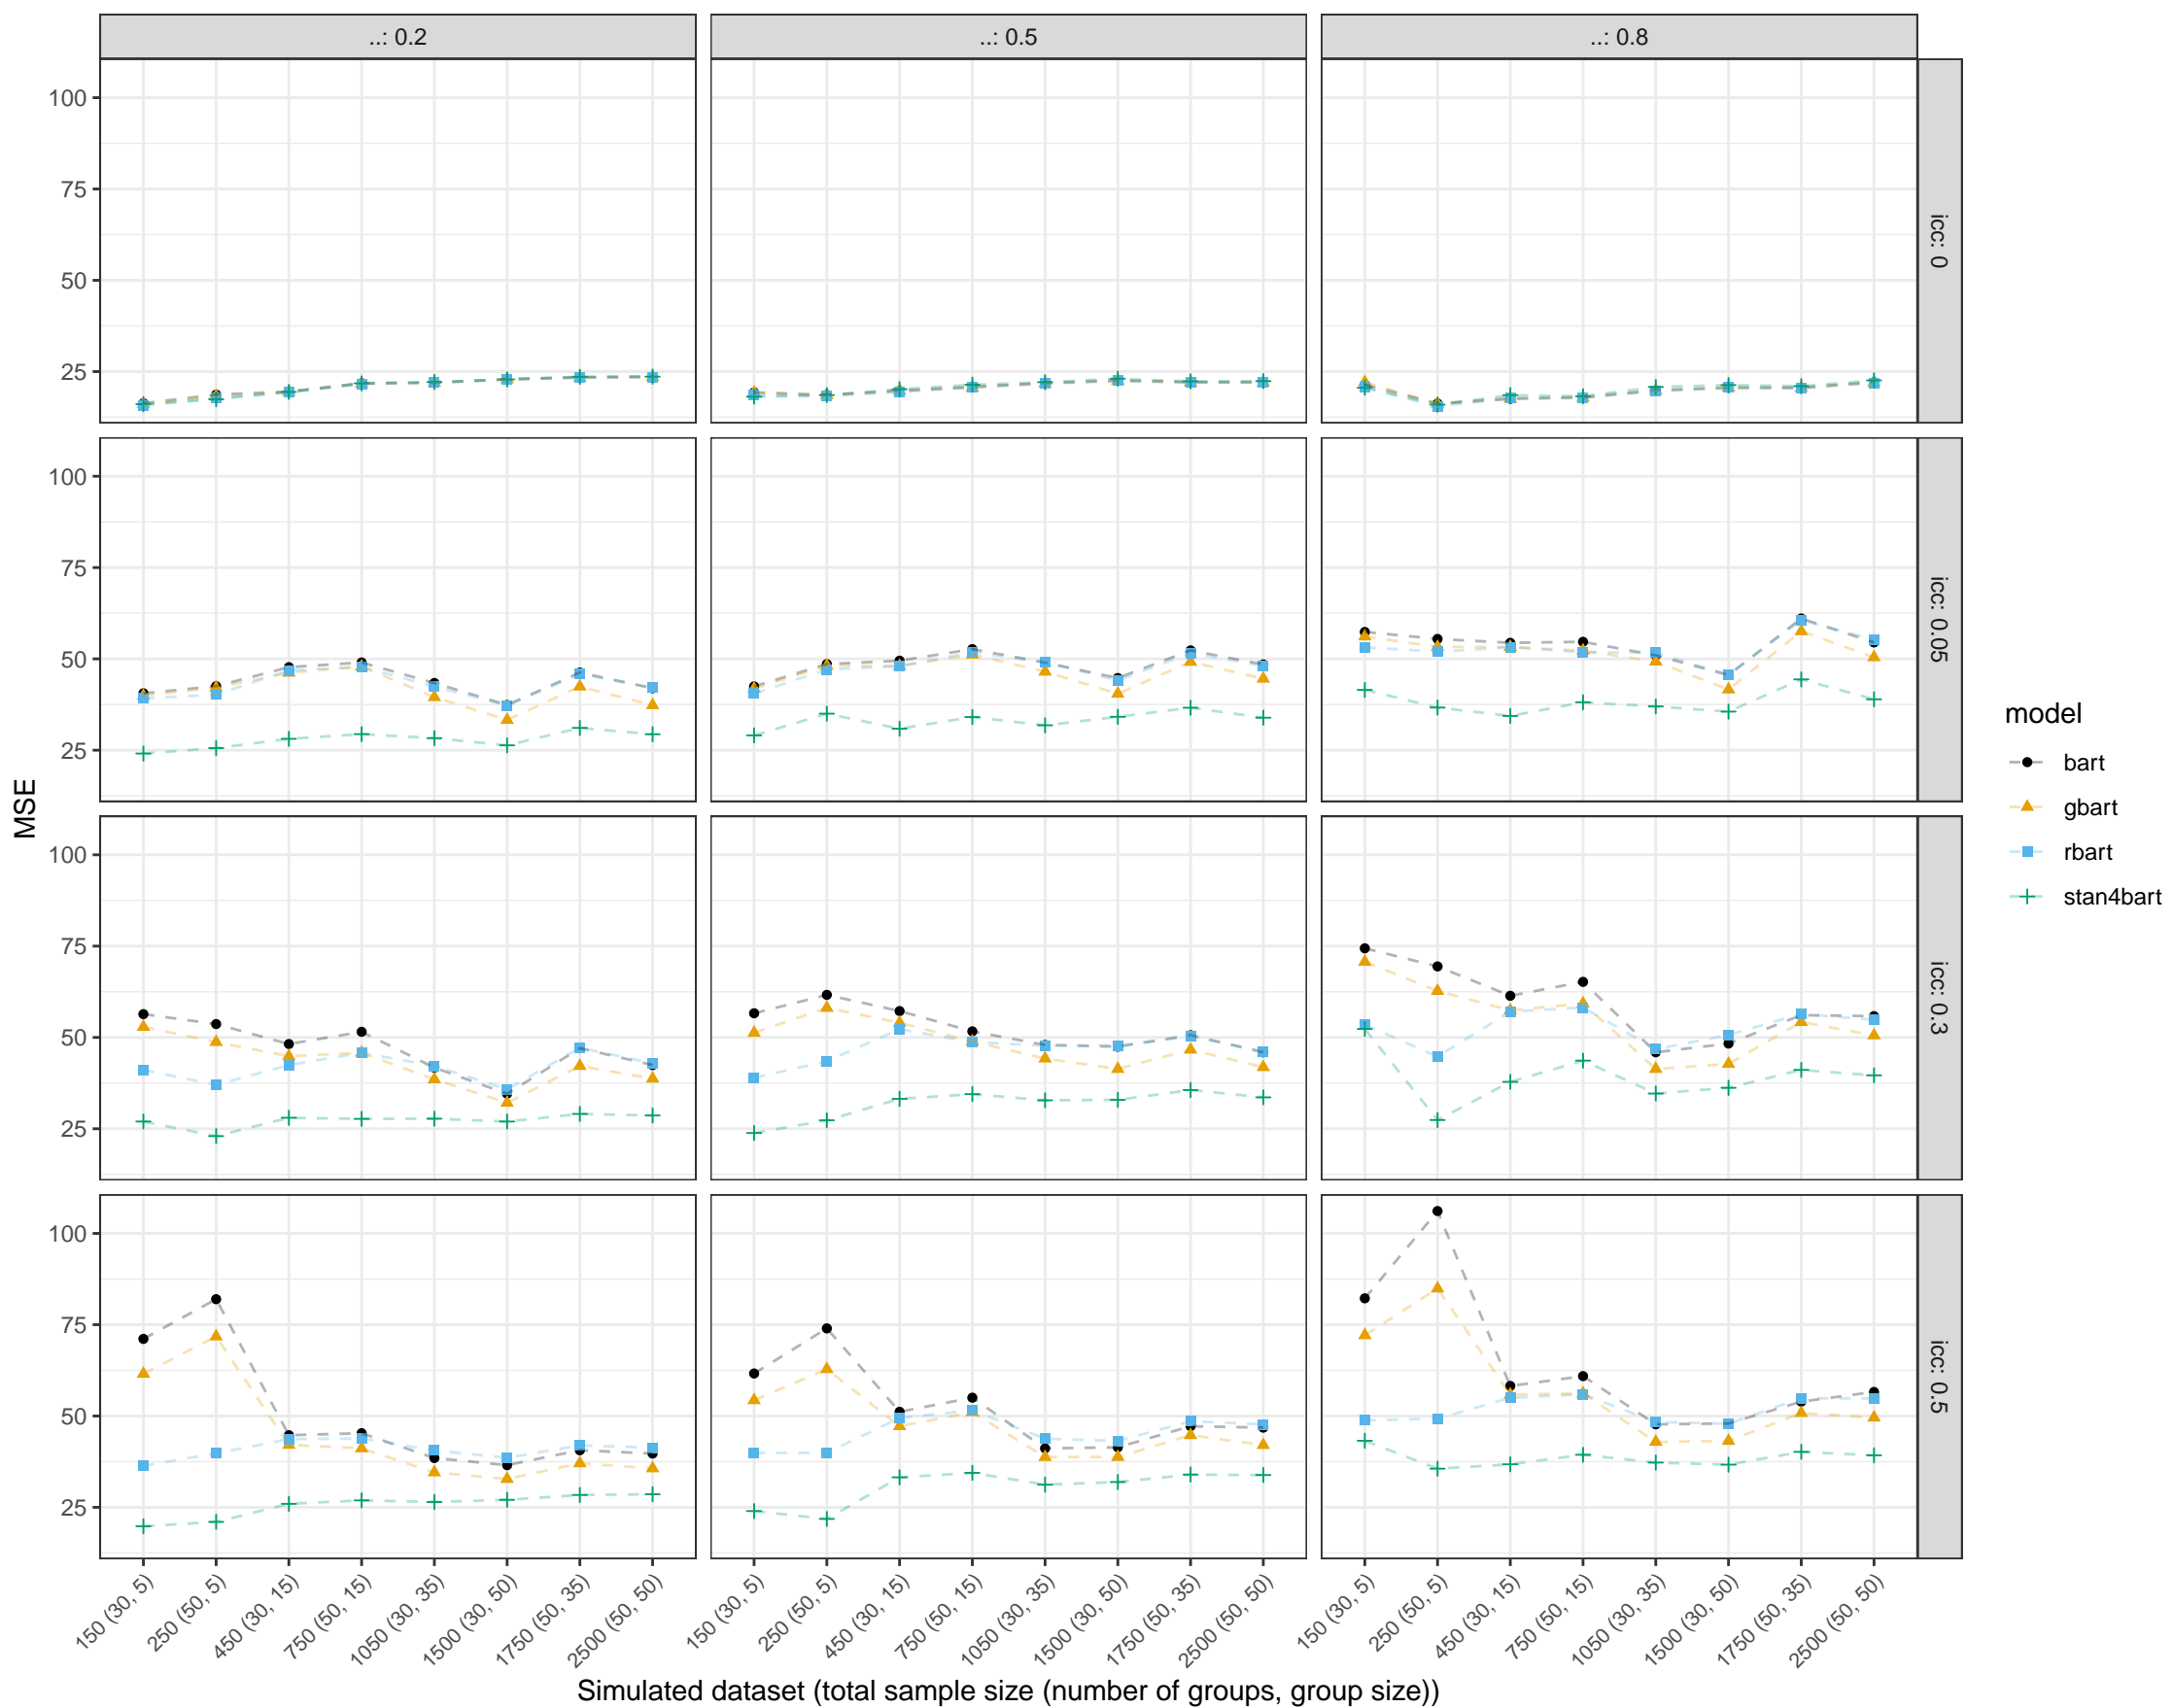 ..: 0.2
..: 0.5
..: 0.8
100
75
50
25
icc: 0
100
75
50
25
icc: 0.05
100
75
50
25
icc: 0.3
100
75
50
25
icc: 0.5
MSE
150 (30, 5)
250 (50, 5)
450 (30, 15)
750 (50, 15)
1050 (30, 35)
1500 (30, 50)
1750 (50, 35)
2500 (50, 50)
150 (30, 5)
250 (50, 5)
450 (30, 15)
750 (50, 15)
1050 (30, 35)
1500 (30, 50)
1750 (50, 35)
2500 (50, 50)
150 (30, 5)
250 (50, 5)
450 (30, 15)
750 (50, 15)
1050 (30, 35)
1500 (30, 50)
1750 (50, 35)
2500 (50, 50)
Simulated dataset (total sample size (number of groups, group size))
model
bart
gbart
rbart
stan4bart